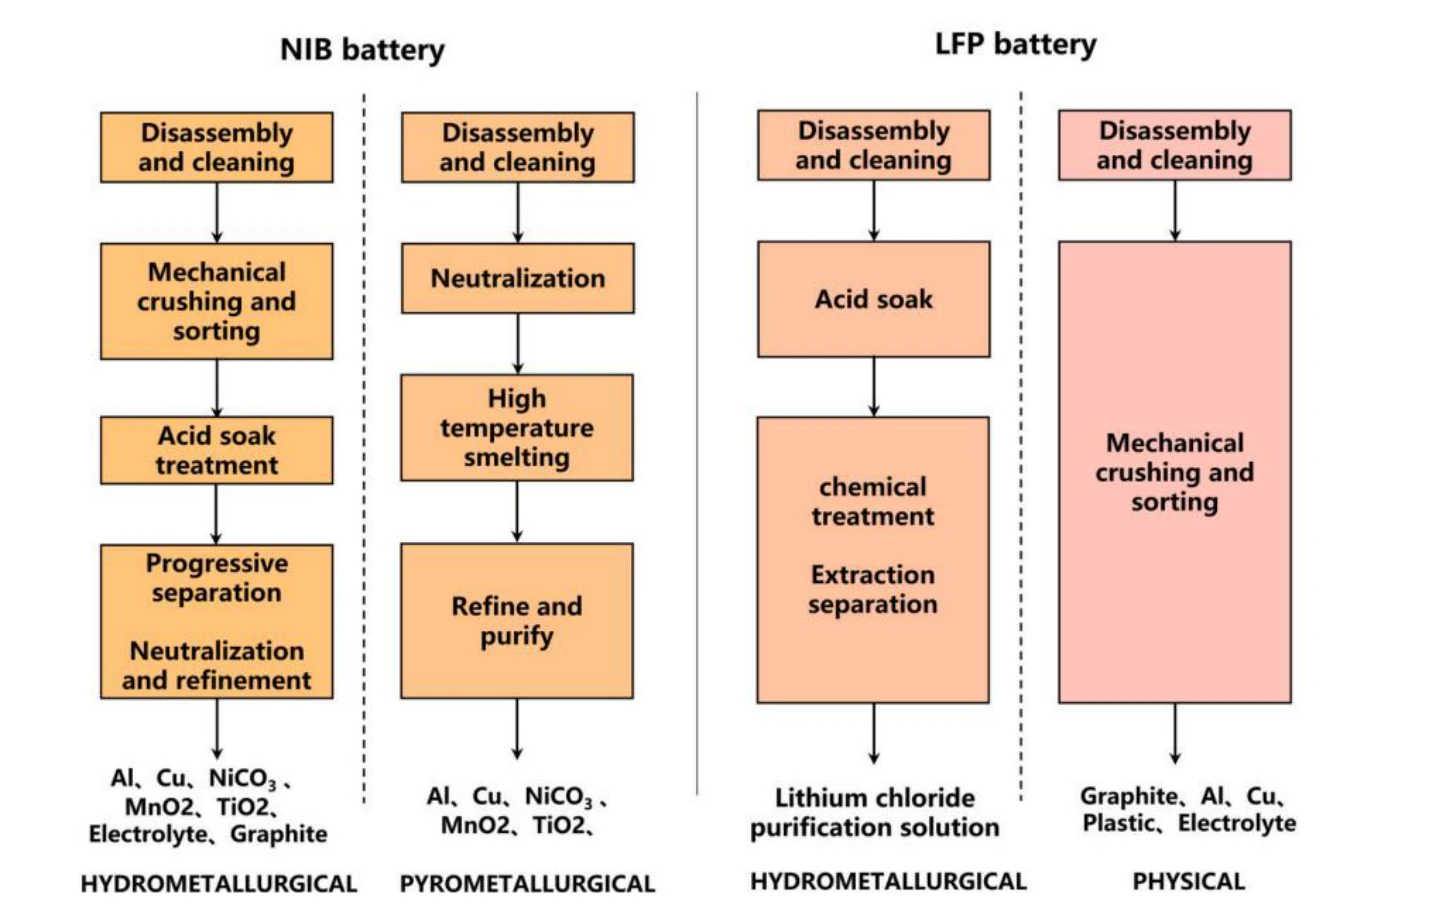 NIB battery
Disassembly
and cleaning
Mechanical
crushing and
sorting
Acid soak
treatment
Progressive
separation
Neutralization
and refinement
Al、Cu、NiCO₃、
MnO2、TiO2、
Electrolyte、Graphite
HYDROMETALLURGICAL
Disassembly
and cleaning
Neutralization
High
temperature
smelting
Refine and
purify
Al、Cu、NiCO₃、
MnO2、TiO2、
PYROMETALLURGICAL
LFP battery
Disassembly
and cleaning
Acid soak
chemical
treatment
Extraction
separation
Lithium chloride
purification solution
HYDROMETALLURGICAL
Disassembly
and cleaning
Mechanical
crushing and
sorting
Graphite、Al、Cu、
Plastic、Electrolyte
PHYSICAL